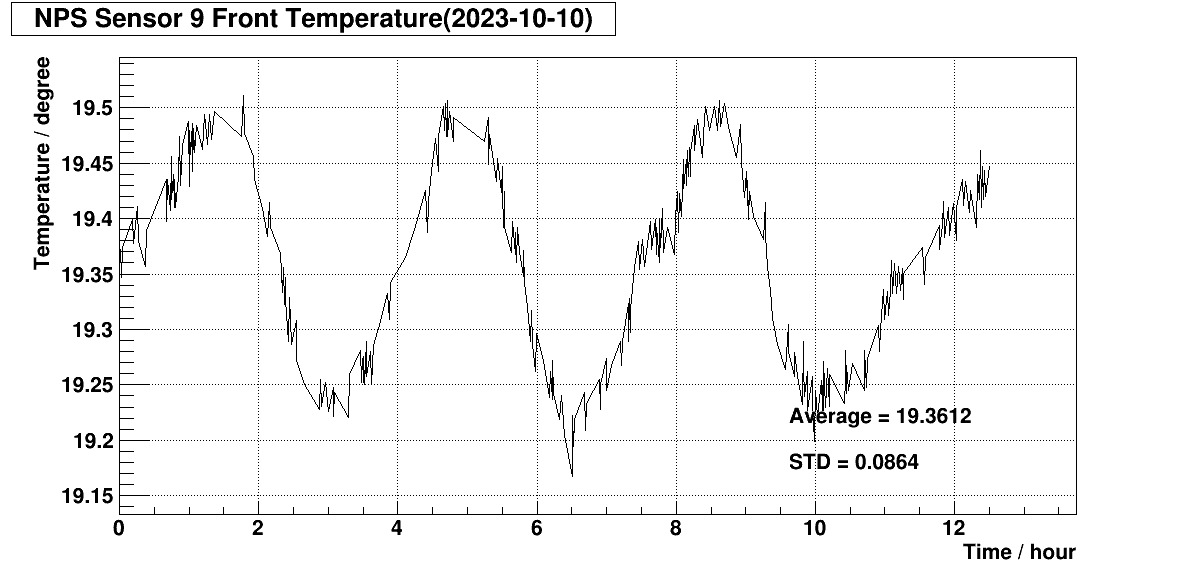 NPS Sensor 9 Front Temperature(2023-10-10)
Temperature / degree
19.5
19.45
19.4
19.35
19.3
19.25
19.2
19.15
Average = 19.3612
STD = 0.0864
0 2 4 6 8 10 12
Time / hour